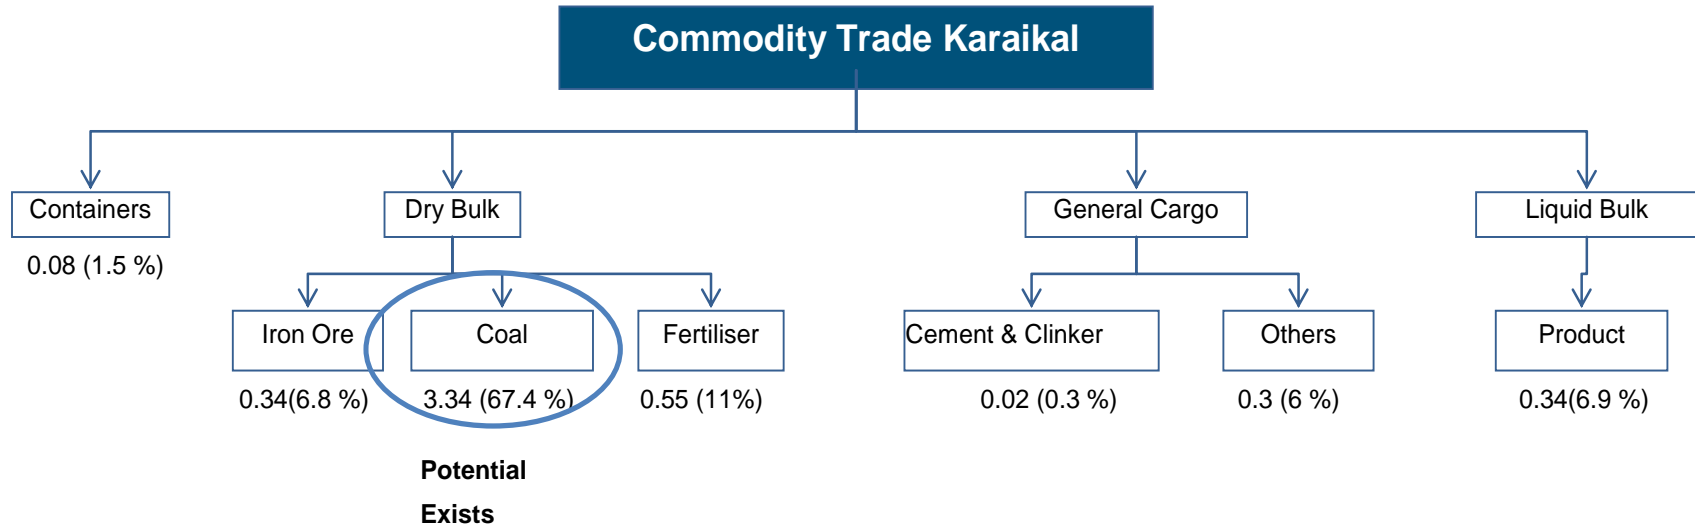 Commodity Trade Karaikal
Containers
Dry Bulk
General Cargo
Liquid Bulk
0.08 (1.5 %)
Iron Ore
Coal
Fertiliser
Cement & Clinker
Others
Product
0.34(6.8 %)
3.34 (67.4 %)
0.55 (11%)
0.02 (0.3 %)
0.3 (6 %)
0.34(6.9 %)
Potential
Exists